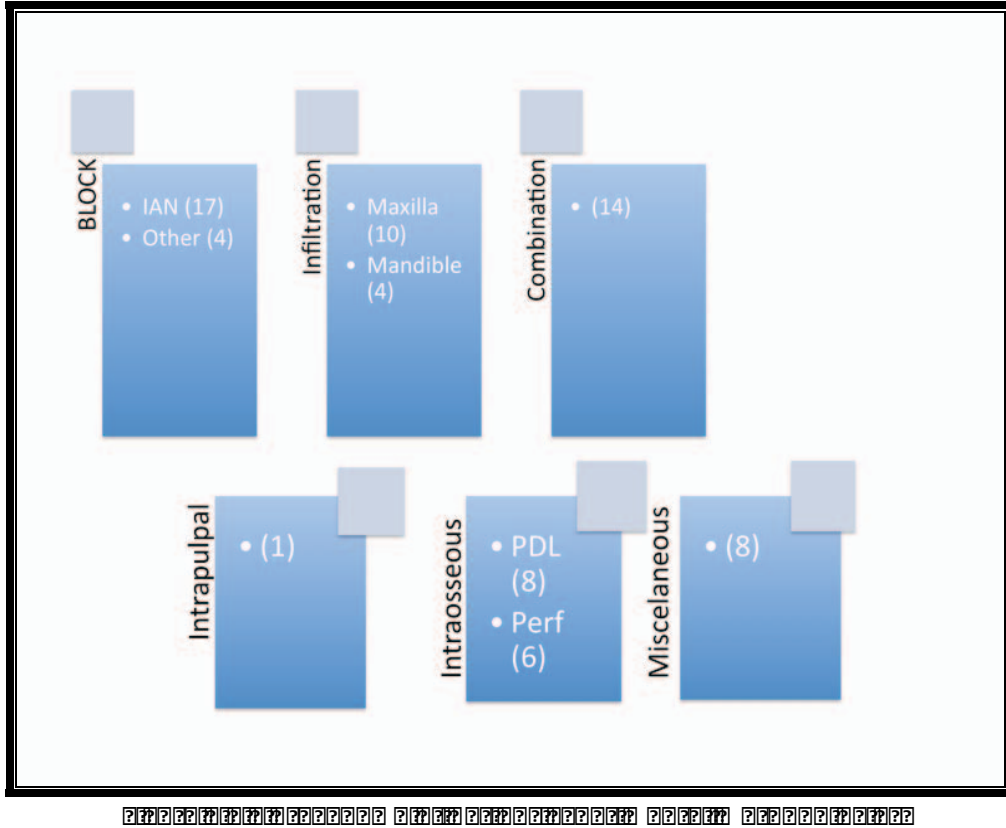 BLOCK
• IAN (17)
• Other (4)
Infiltration
• Maxilla
(10)
• Mandible
(4)
Combination
• (14)
Intrapulpal
• (1)
Intraosseous
• PDL
(8)
• Perf
(6)
Miscelaneous
• (8)